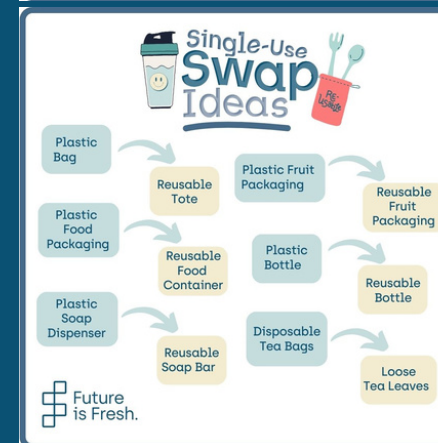 Single-Use
Swap
Ideas
Re-
usable
Plastic
Bag
Reusable
Tote
Plastic
Food
Packaging
Reusable
Food
Container
Plastic
Soap
Dispenser
Reusable
Soap Bar
Plastic Fruit
Packaging
Reusable
Fruit
Packaging
Plastic
Bottle
Reusable
Bottle
Disposable
Tea Bags
Loose
Tea Leaves
Future
is Fresh.